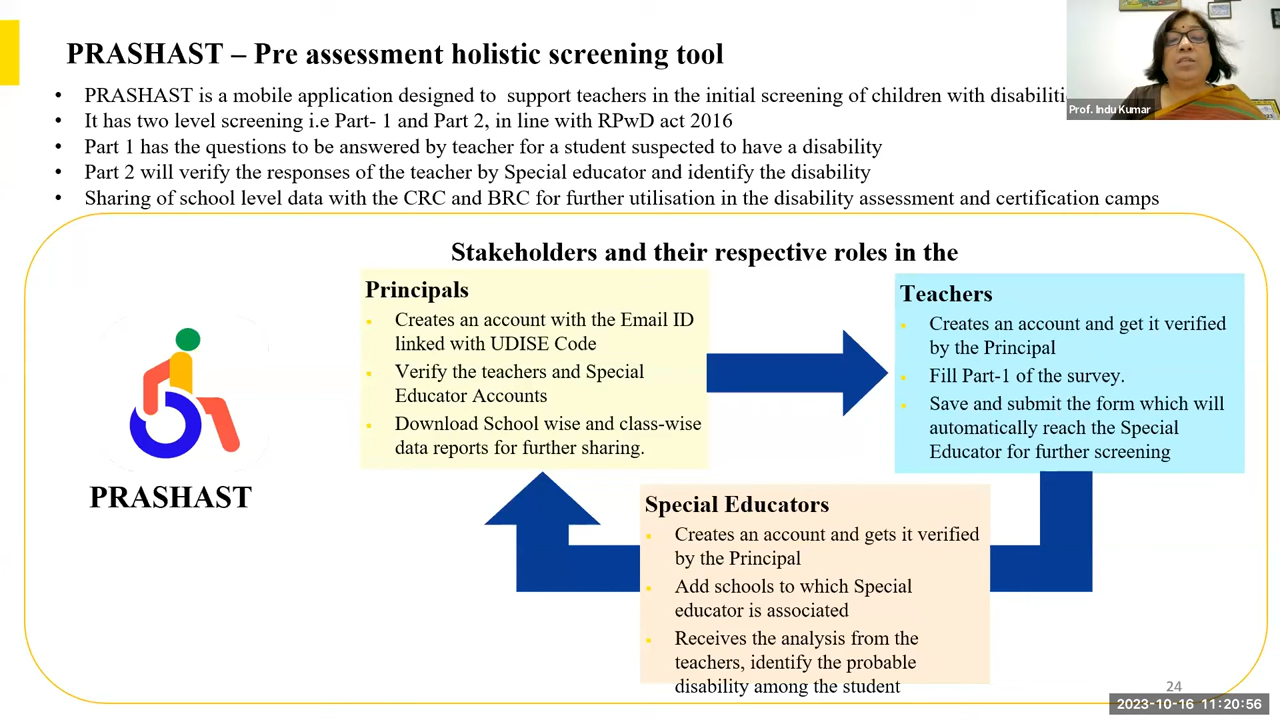 PRASHAST – Pre assessment holistic screening tool
• PRASHAST is a mobile application designed to support teachers in the initial screening of children with
• It has two level screening i.e Part- 1 and Part 2, in line with RPwD act 2016
• Part 1 has the questions to be answered by teacher for a student suspected to have a disability
• Part 2 will verify the responses of the teacher by Special educator and identify the disability
• Sharing of school level data with the CRC and BRC for further utilisation in the disability assessment and certification camps
Prof. Indu Kumar
Stakeholders and their respective roles in the
Principals
Creates an account with the Email ID
linked with UDISE Code
Verify the teachers and Special
Educator Accounts
Download School wise and class-wise
data reports for further sharing.
Teachers
Creates an account and get it verified
by the Principal
Fill Part-1 of the survey.
Save and submit the form which will
automatically reach the Special
Educator for further screening
PRASHAST
Special Educators
Creates an account and gets it verified
by the Principal
Add schools to which Special
educator is associated
Receives the analysis from the
teachers, identify the probable
disability among the student
24
2023-10-16 11:20:56